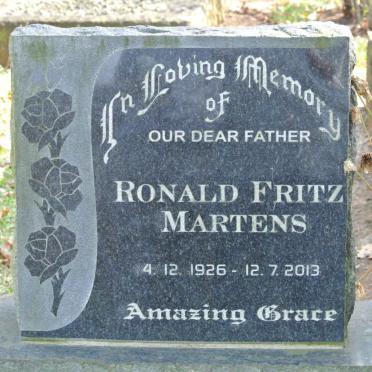 In Loving Memory
of
OUR DEAR FATHER
RONALD FRITZ
MARTENS
4. 12. 1926 - 12. 7. 2013
Amazing Grace